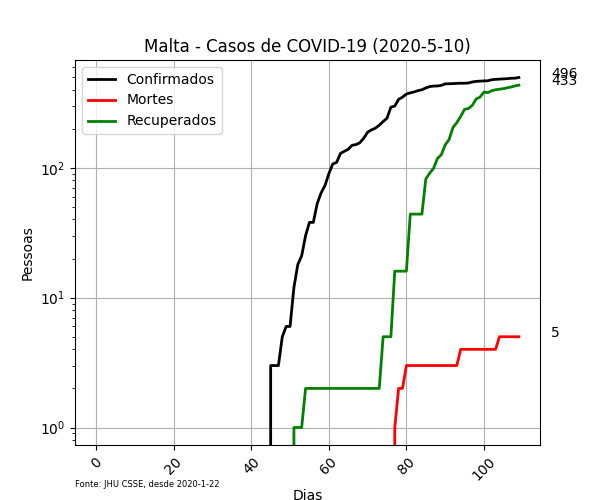 Malta - Casos de COVID-19 (2020-5-10)
Confirmados
Mortes
Recuperados
496
433
5
10²
10¹
10⁰
Pessoas
0
20
40
60
80
100
Dias
Fonte: JHU CSSE, desde 2020-1-22